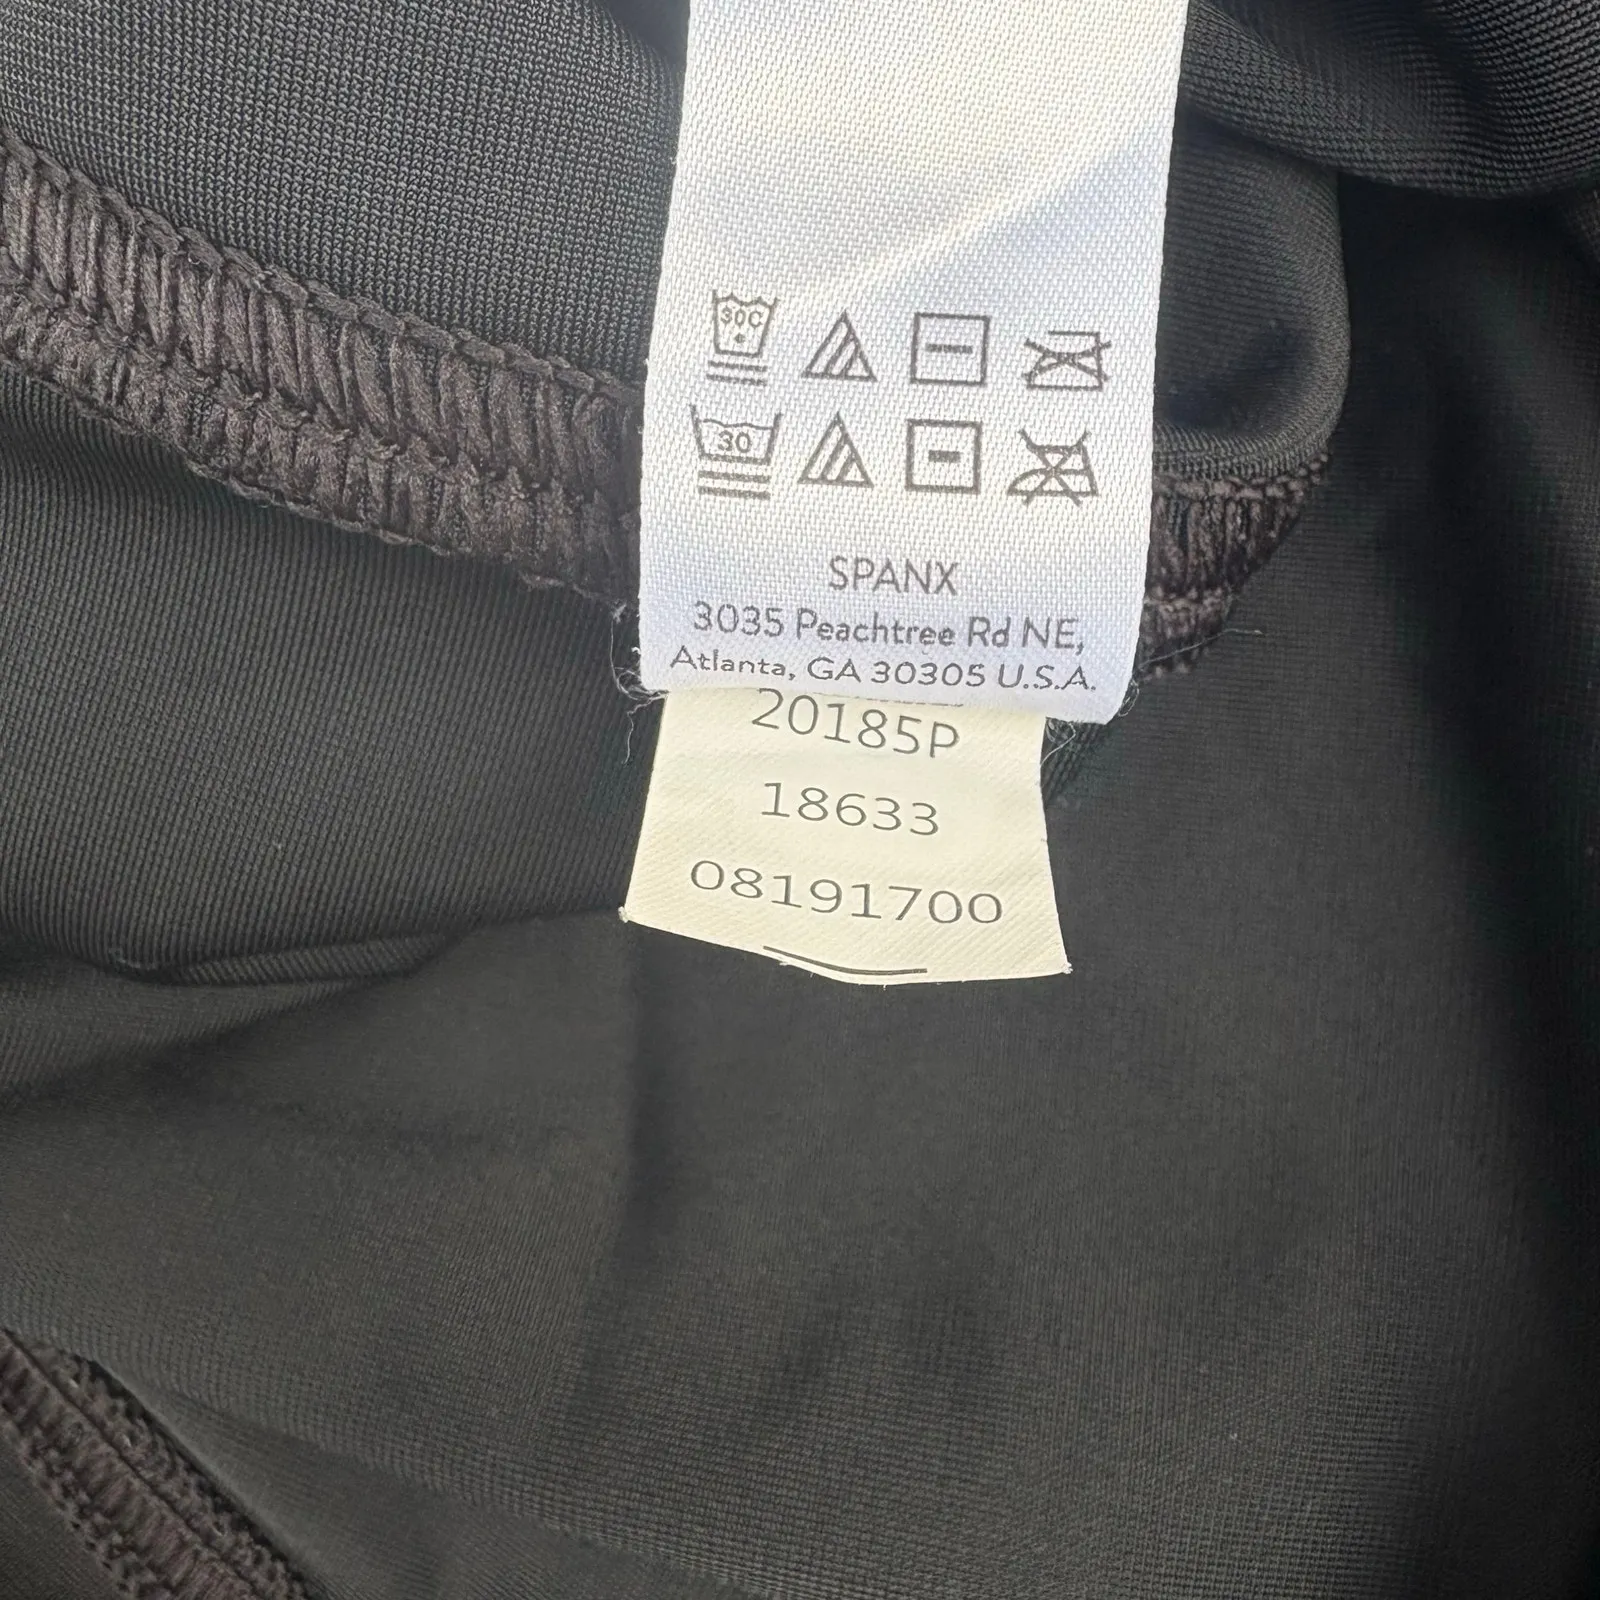 30C
30
SPANX
3035 Peachtree Rd NE,
Atlanta, GA 30305 U.S.A.
20185P
18633
08191700